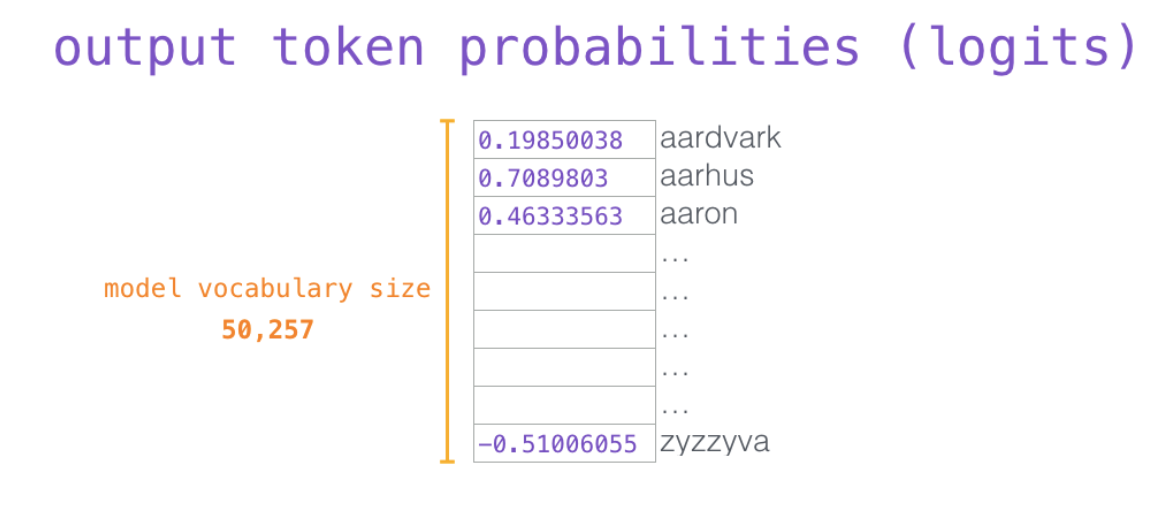 output token probabilities (logits)
0.19850038 aardvark
0.7089803 aarhus
0.46333563 aaron
...
...
model vocabulary size
50,257
...
...
...
-0.51006055 zyzzyva